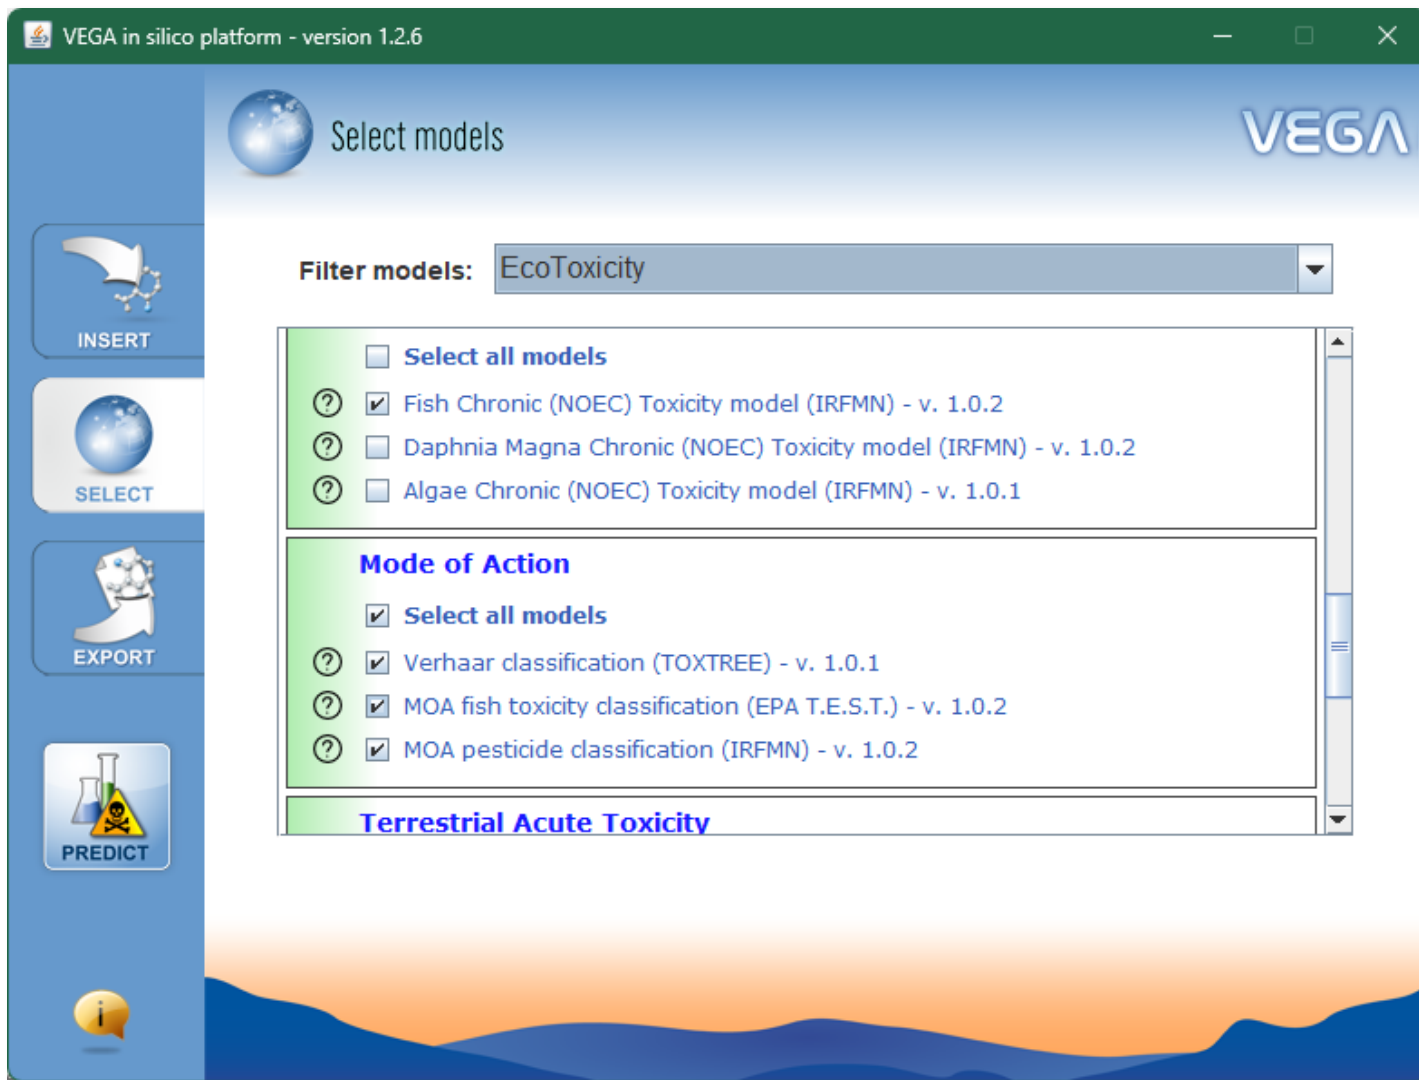 VEGA in silico platform - version 1.2.6
Select models
VEGA
Filter models: EcoToxicity
INSERT
SELECT
EXPORT
PREDICT
i
Select all models
Fish Chronic (NOEC) Toxicity model (IRFMN) - v. 1.0.2
Daphnia Magna Chronic (NOEC) Toxicity model (IRFMN) - v. 1.0.2
Algae Chronic (NOEC) Toxicity model (IRFMN) - v. 1.0.1
Mode of Action
Select all models
Verhaar classification (TOXTREE) - v. 1.0.1
MOA fish toxicity classification (EPA T.E.S.T.) - v. 1.0.2
MOA pesticide classification (IRFMN) - v. 1.0.2
Terrestrial Acute Toxicity